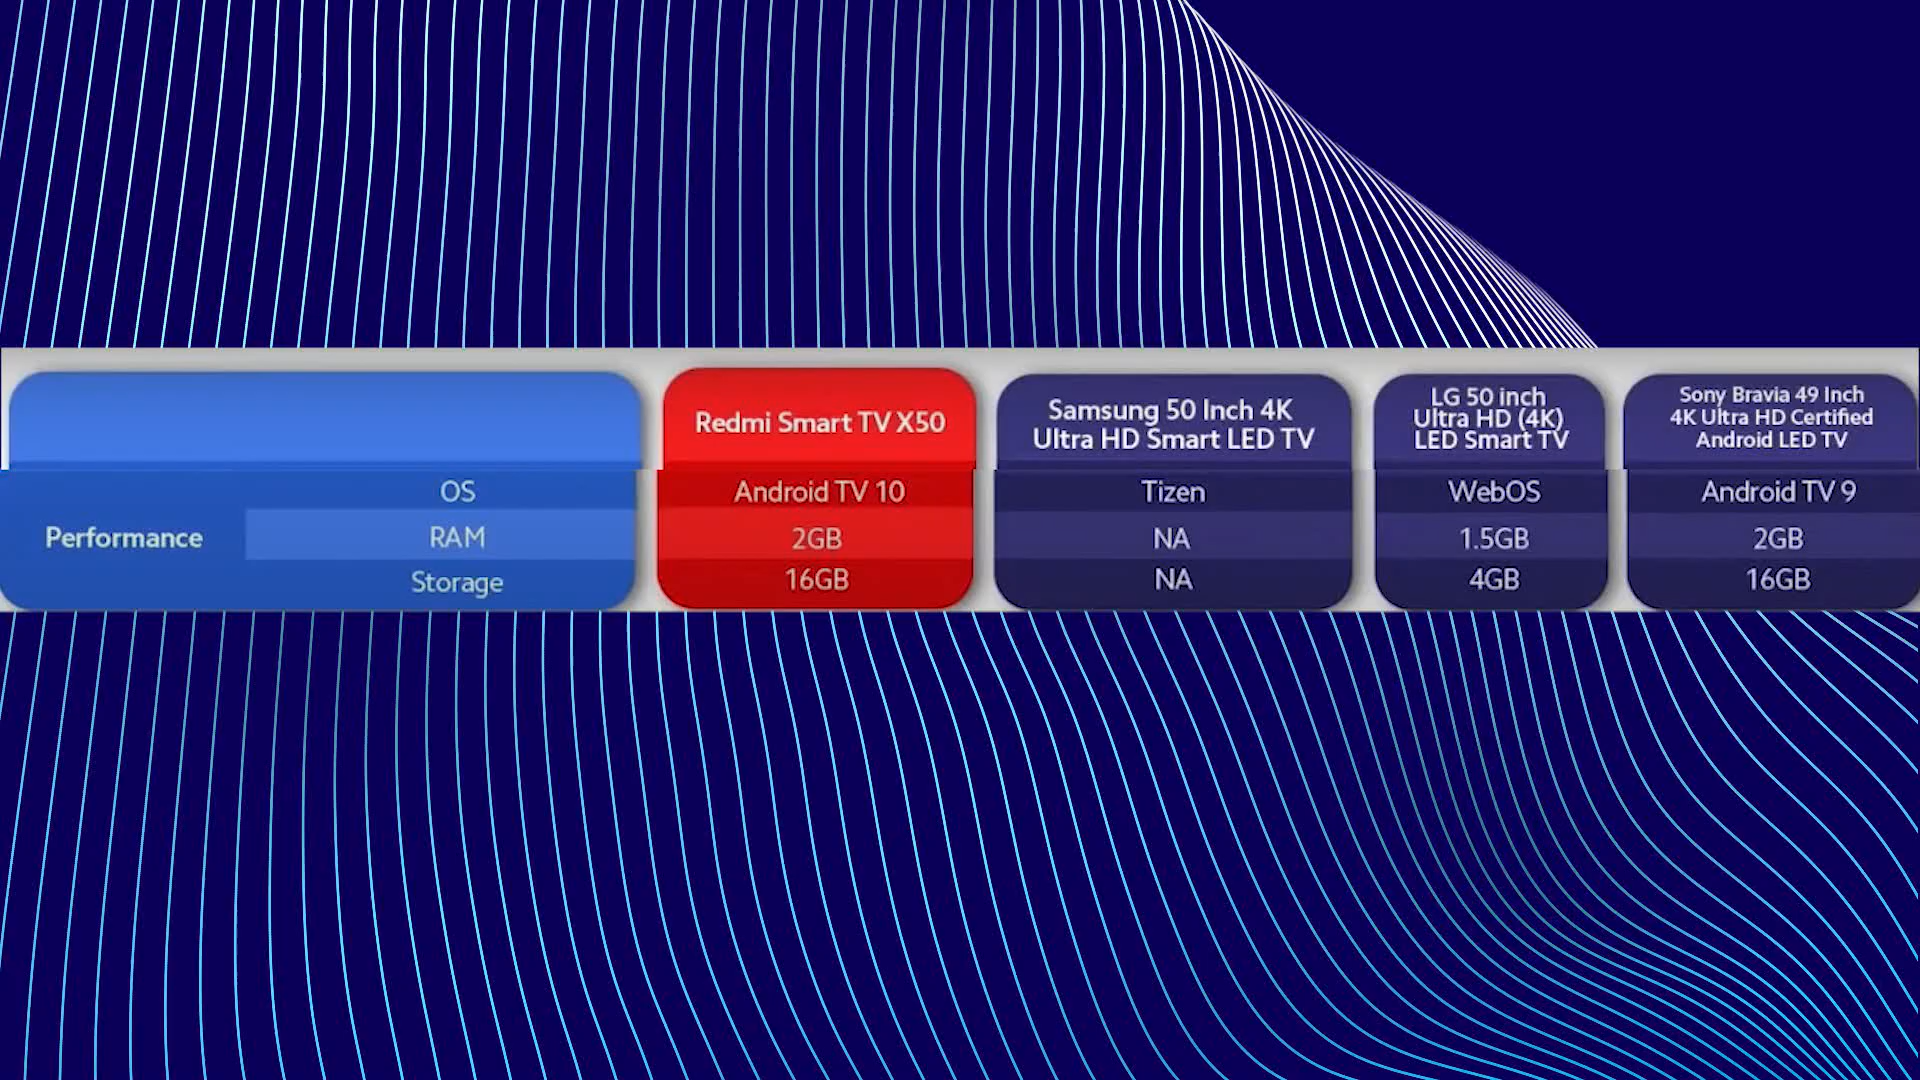 Redmi Smart TV X50
Samsung 50 Inch 4K
Ultra HD Smart LED TV
LG 50 inch
Ultra HD (4K)
LED Smart TV
Sony Bravia 49 Inch
4K Ultra HD Certified
Android LED TV
Performance
OS
Android TV 10
Tizen
WebOS
Android TV 9
RAM
2GB
NA
1.5GB
2GB
Storage
16GB
NA
4GB
16GB